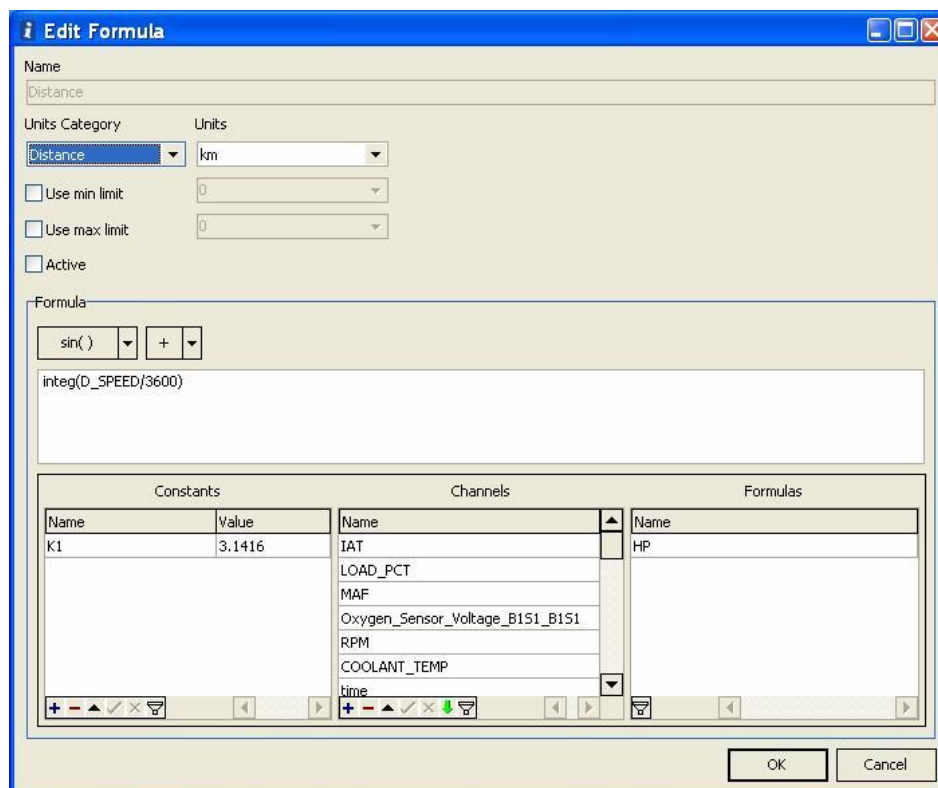 Edit Formula
Name
Distance
Units Category Units
Distance km
Use min limit 0
Use max limit 0
Active
Formula
sin( ) +
integ(D_SPEED/3600)
Constants Channels Formulas
Name Value Name Name
K1 3.1416 IAT HP
LOAD_PCT
MAF
Oxygen_Sensor_Voltage_B1S1_B1S1
RPM
COOLANT_TEMP
time
OK Cancel